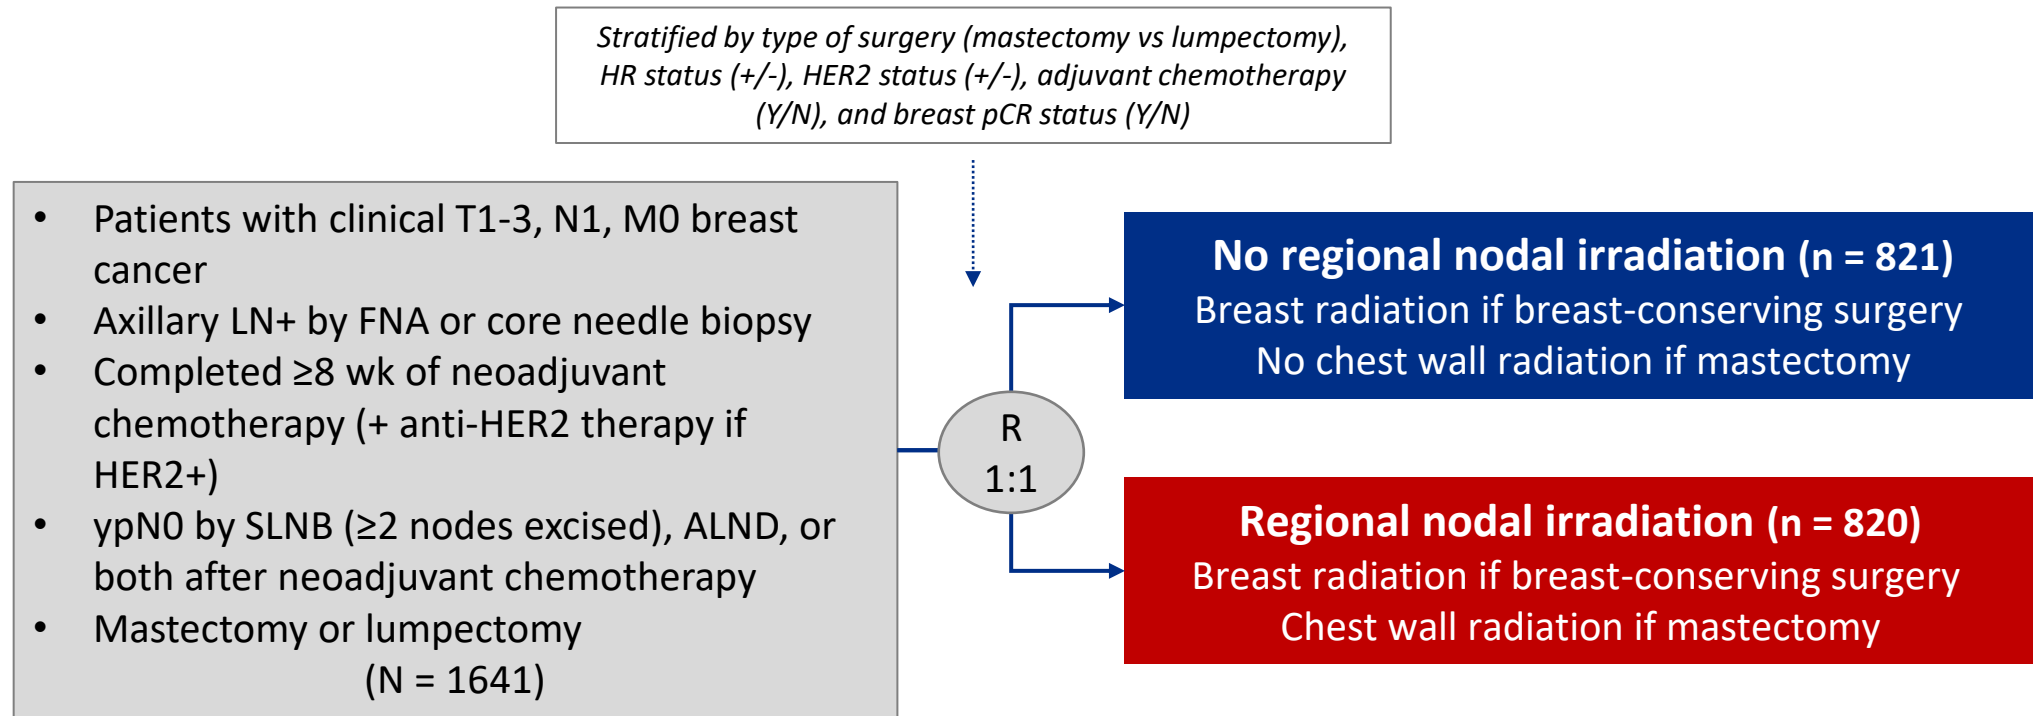 Stratified by type of surgery (mastectomy vs lumpectomy),
HR status (+/-), HER2 status (+/-), adjuvant chemotherapy
(Y/N), and breast pCR status (Y/N)
• Patients with clinical T1-3, N1, M0 breast
cancer
• Axillary LN+ by FNA or core needle biopsy
• Completed ≥8 wk of neoadjuvant
chemotherapy (+ anti-HER2 therapy if
HER2+)
• ypN0 by SLNB (≥2 nodes excised), ALND, or
both after neoadjuvant chemotherapy
• Mastectomy or lumpectomy
(N = 1641)
R
1:1
No regional nodal irradiation (n = 821)
Breast radiation if breast-conserving surgery
No chest wall radiation if mastectomy
Regional nodal irradiation (n = 820)
Breast radiation if breast-conserving surgery
Chest wall radiation if mastectomy